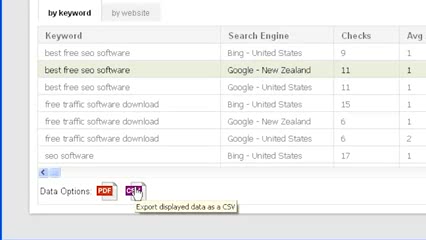 by keyword by website
Keyword Search Engine Checks Avg
best free seo software Bing - United States 9 1
best free seo software Google - New Zealand 11 1
best free seo software Google - United States 11 1
free traffic software download Bing - United States 15 1
free traffic software download Google - New Zealand 6 1
free traffic software download Google - United States 6 2
seo software Bing - United States 17 1
Data Options: PDF CSV
Export displayed data as a CSV